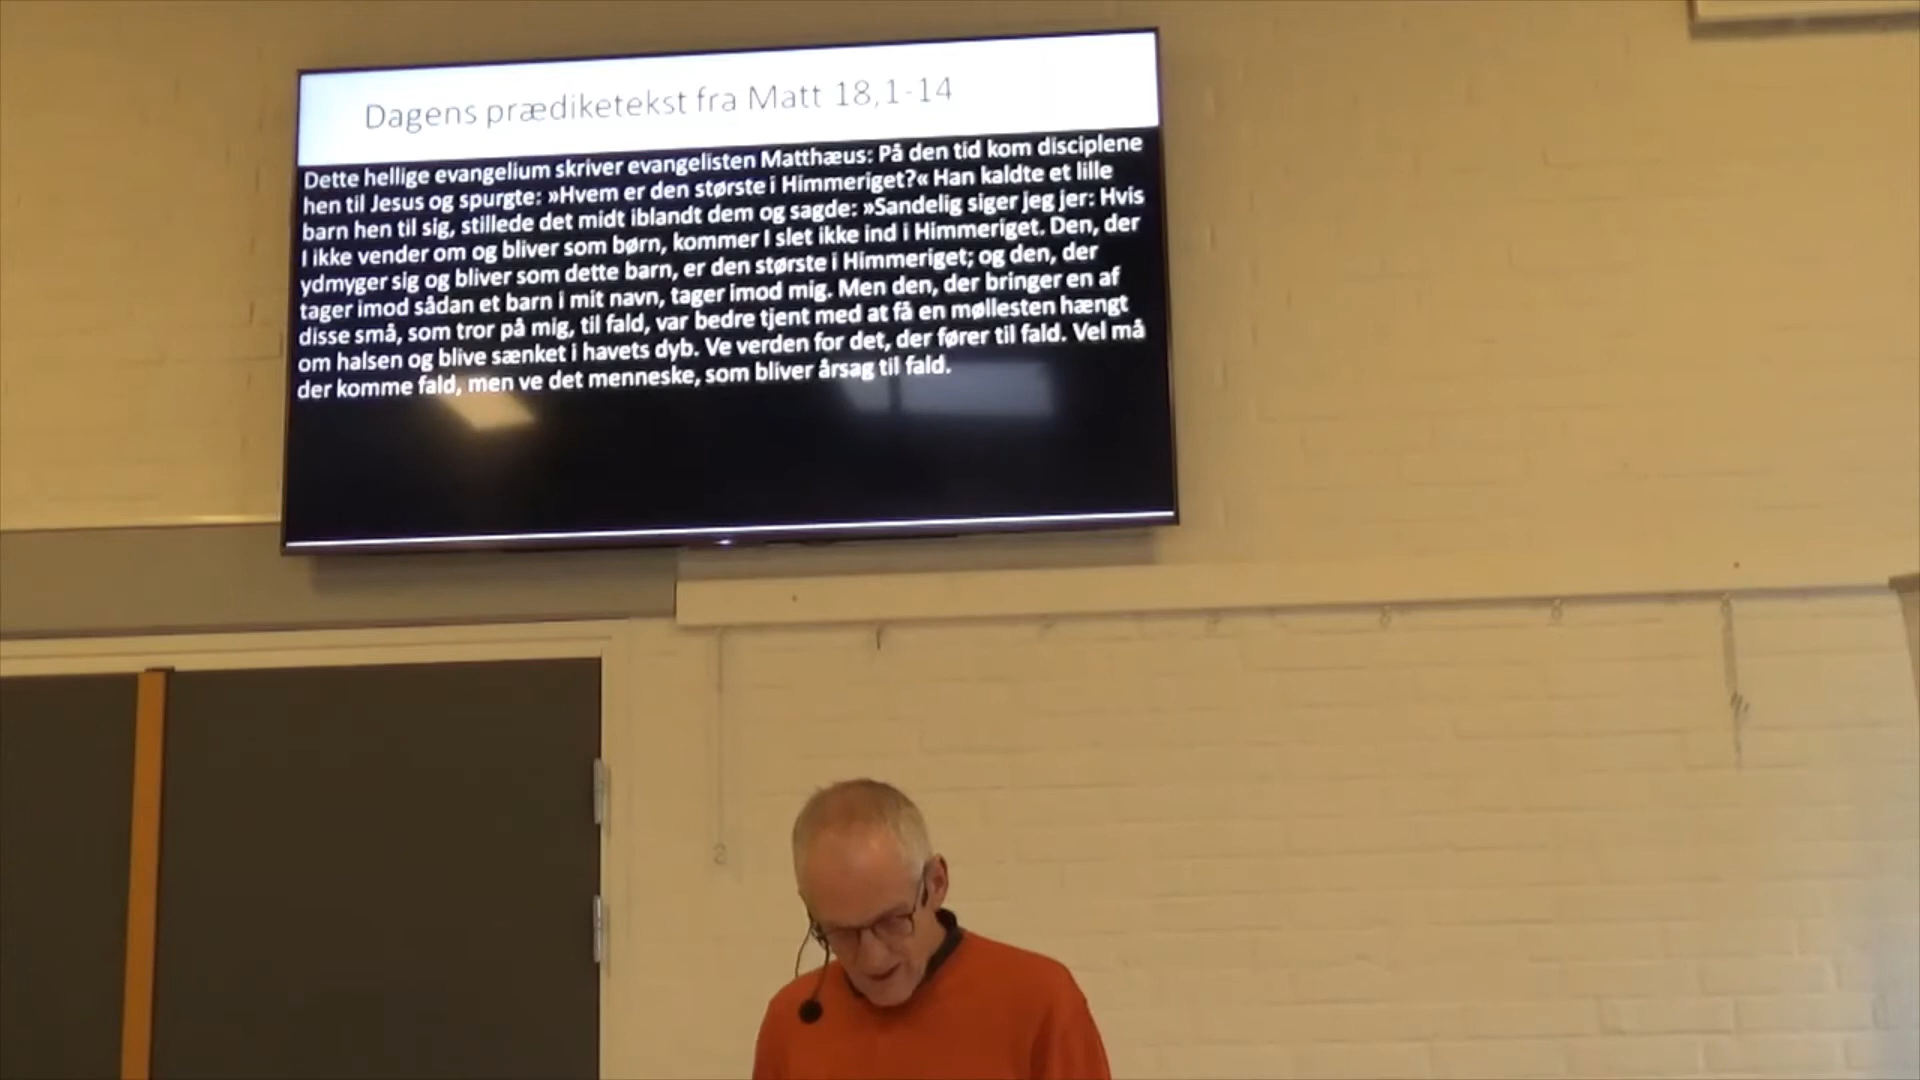 Dagens prædiketekst fra Matt 18,1-14
Dette hellige evangelium skriver evangelisten Matthæus: På den tid kom disciplene
hen til Jesus og spurgte: »Hvem er den største i Himmeriget?« Han kaldte et lille
barn hen til sig, stillede det midt iblandt dem og sagde: »Sandelig siger jeg jer: Hvis
I ikke vender om og bliver som børn, kommer I slet ikke ind i Himmeriget. Den, der
ydmyger sig og bliver som dette barn, er den største i Himmeriget; og den, der
tager imod sådan et barn i mit navn, tager imod mig. Men den, der bringer en af
disse små, som tror på mig, til fald, var bedre tjent med at få en møllesten hængt
om halsen og blive sænket i havets dyb. Ve verden for det, der fører til fald. Vel må
der komme fald, men ve det menneske, som bliver årsag til fald.